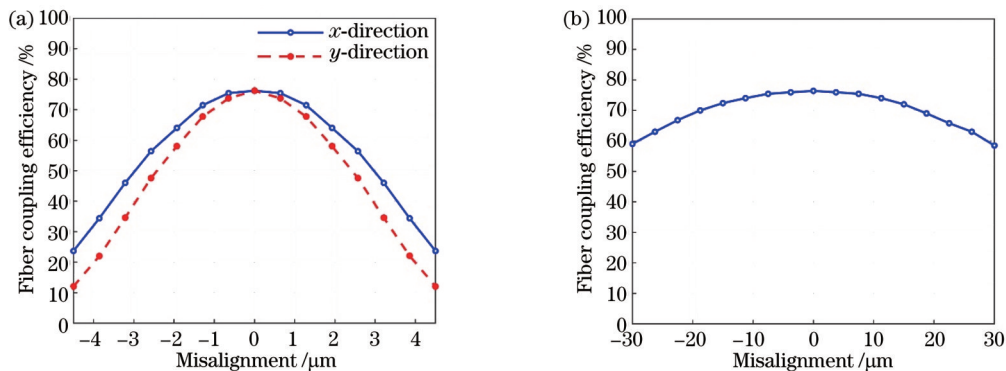 (a)
100
90
80
70
60
50
40
30
20
10
0
Fiber coupling efficiency /%
x-direction
y-direction
−4 −3 −2 −1 0 1 2 3 4
Misalignment /μm
(b)
100
90
80
70
60
50
40
30
20
10
0
Fiber coupling efficiency /%
−30 −20 −10 0 10 20 30
Misalignment /μm